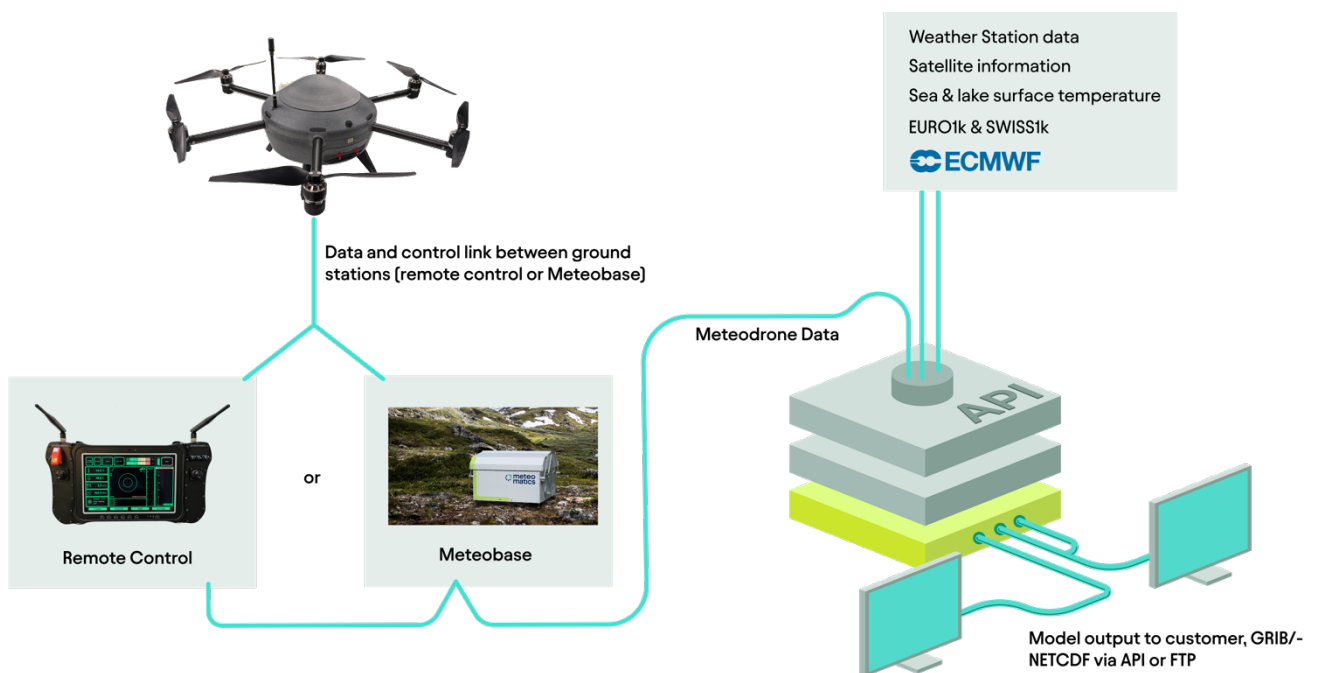 Weather Station data
Satellite information
Sea & lake surface temperature
EURO1k & SWISS1k
ECMWF
Data and control link between ground
stations (remote control or Meteobase)
Meteodrone Data
API
meteo
matics
or
Remote Control
Meteobase
Model output to customer, GRIB/-
NETCDF via API or FTP